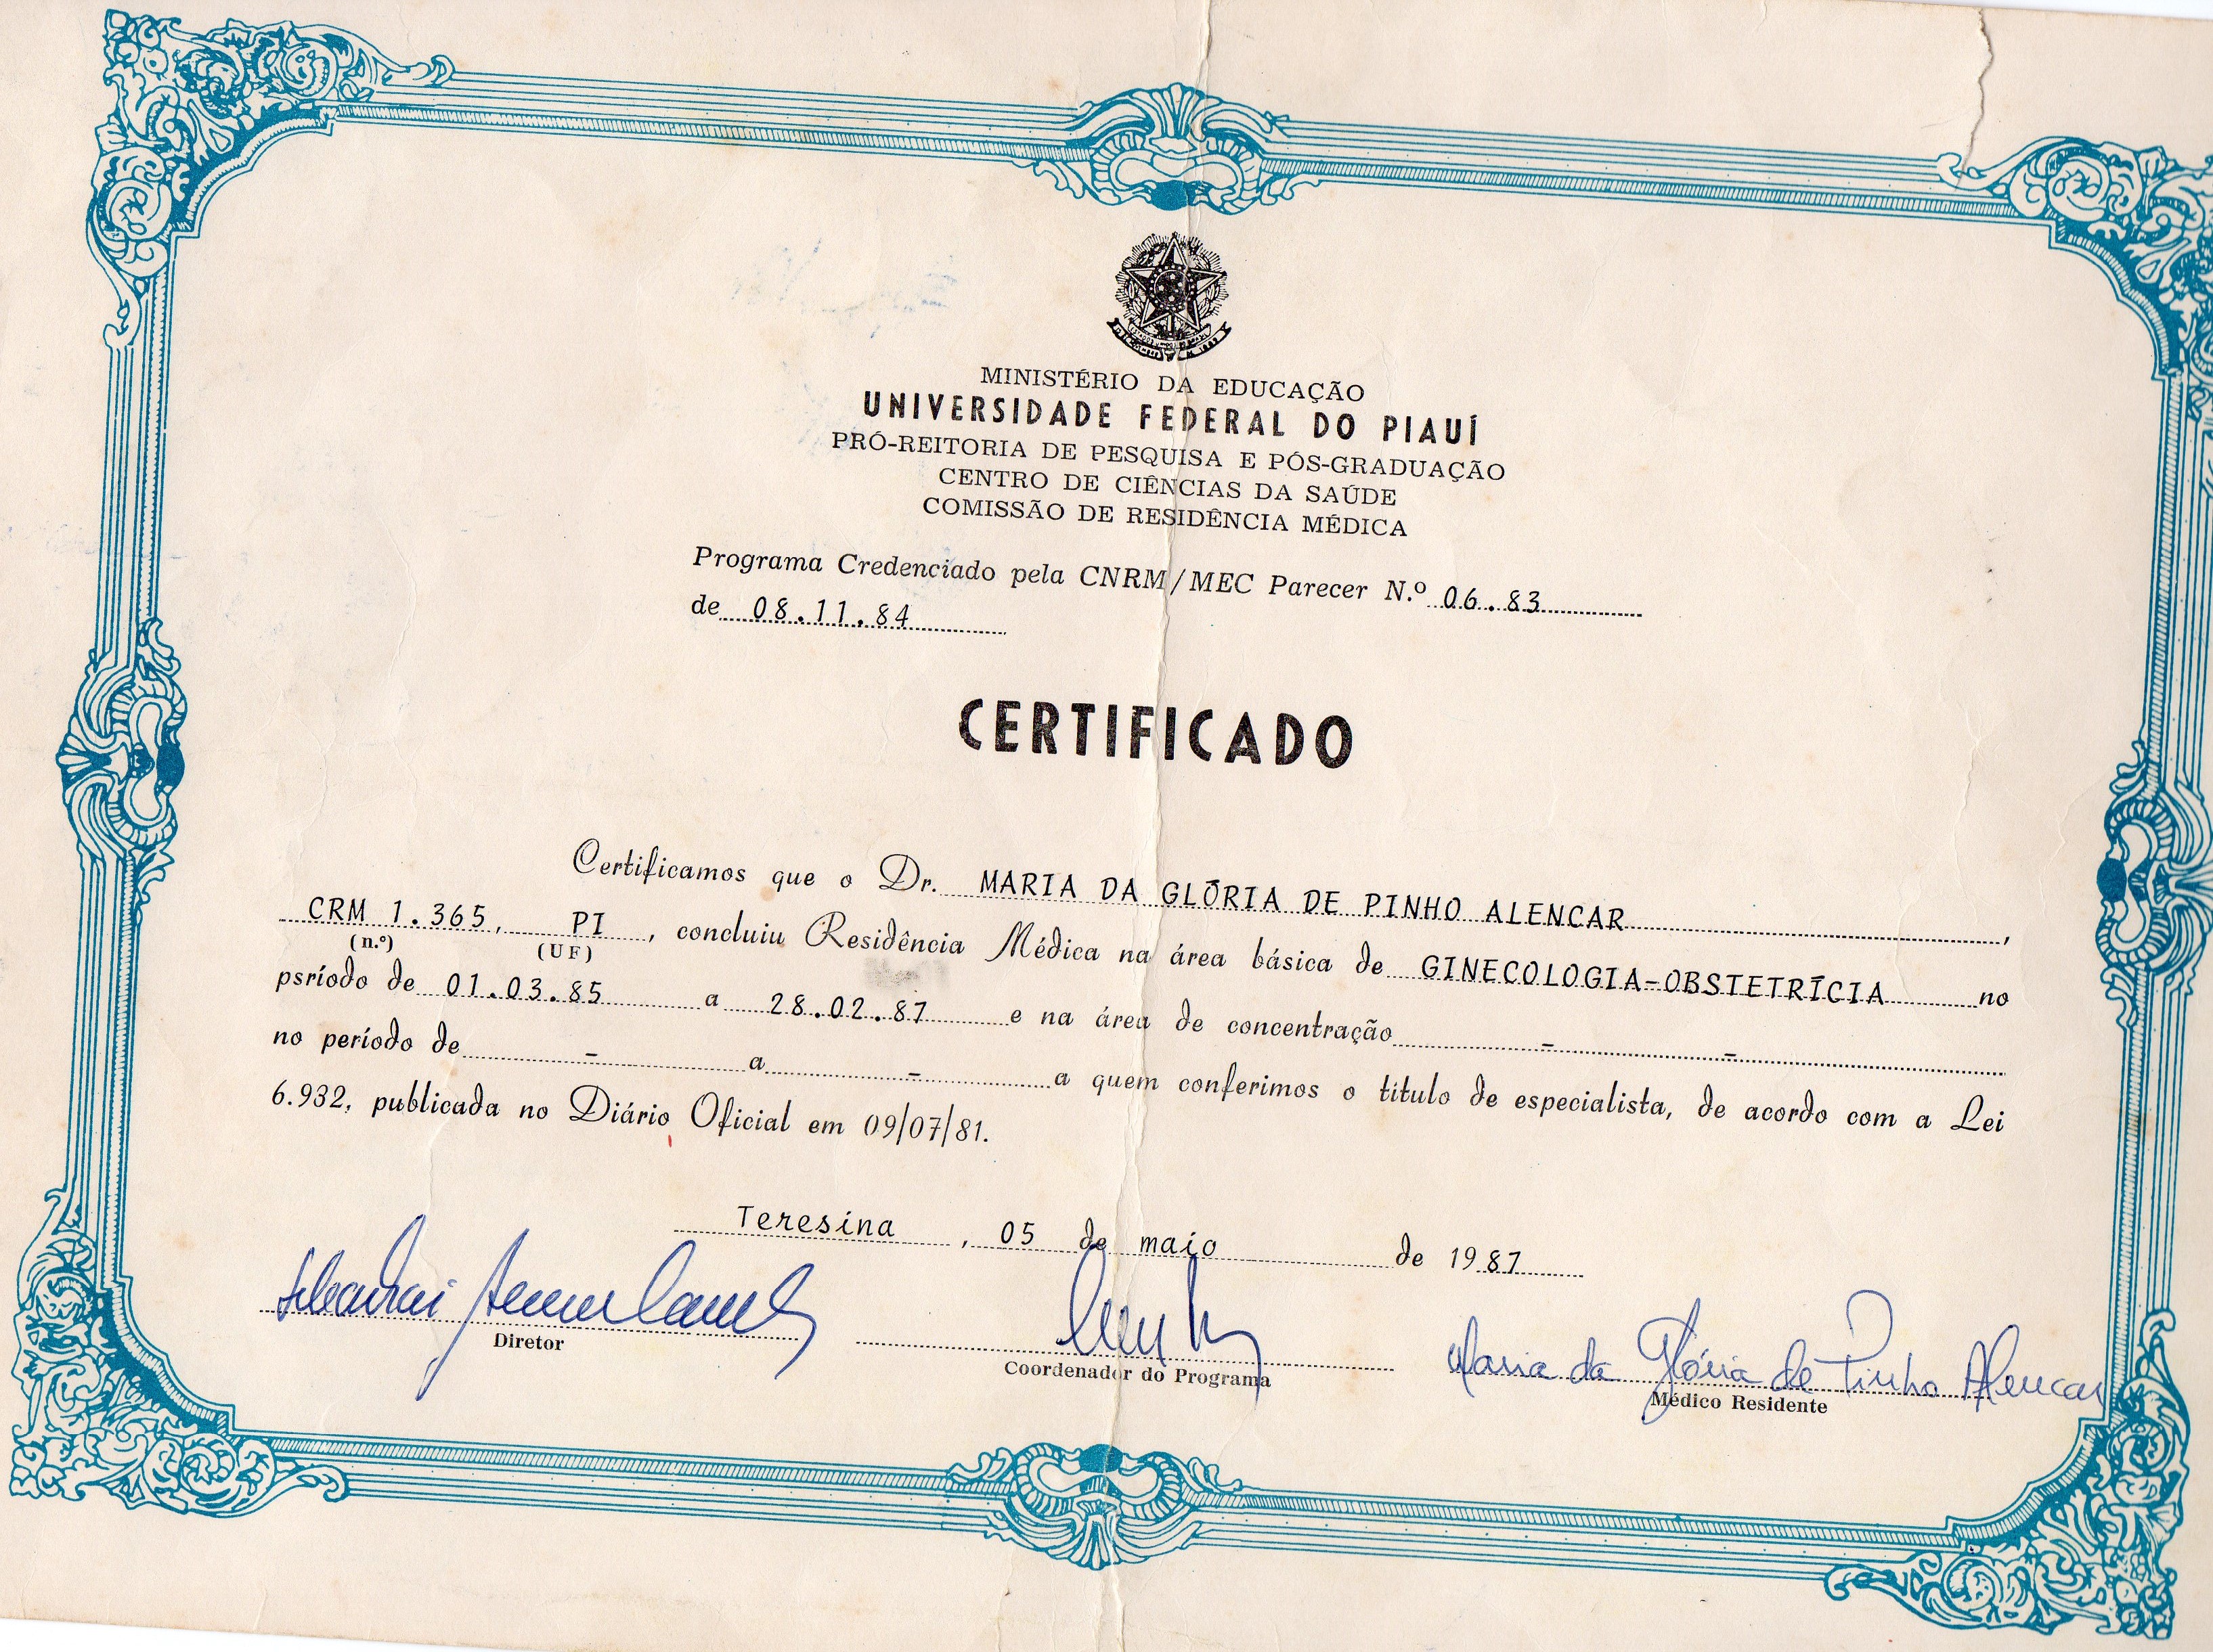 MINISTÉRIO DA EDUCAÇÃO
UNIVERSIDADE FEDERAL DO PIAUÍ
PRÓ-REITORIA DE PESQUISA E PÓS-GRADUAÇÃO
CENTRO DE CIÊNCIAS DA SAÚDE
COMISSÃO DE RESIDÊNCIA MÉDICA
Programa Credenciado pela CNRM/MEC Parecer N.º 06.83
de 08.11.84
CERTIFICADO
Certificamos que o Dr. MARIA DA GLÓRIA DE PINHO ALENCAR,
CRM 1.365, PI, concluiu Residência Médica na área básica de GINECOLOGIA-OBSTETRÍCIA no
(n.º) (UF)
psríodo de 01.03.85 a 28.02.87 e na área de concentração - -
no período de - a - a quem conferimos o titulo de especialista, de acordo com a Lei
6.932, publicada no Diário Oficial em 09/07/81.
Teresina, 05 de maio de 1987
Maria da Glória de Pinho Alencar
Diretor
Coordenador do Programa
Médico Residente